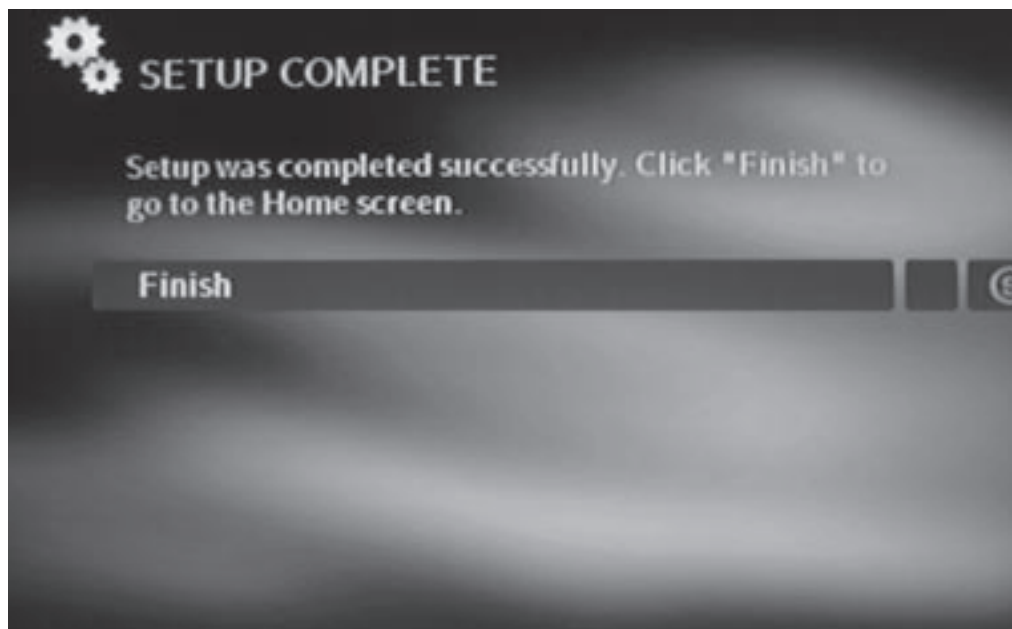 SETUP COMPLETE
Setup was completed successfully. Click "Finish" to
go to the Home screen.
Finish